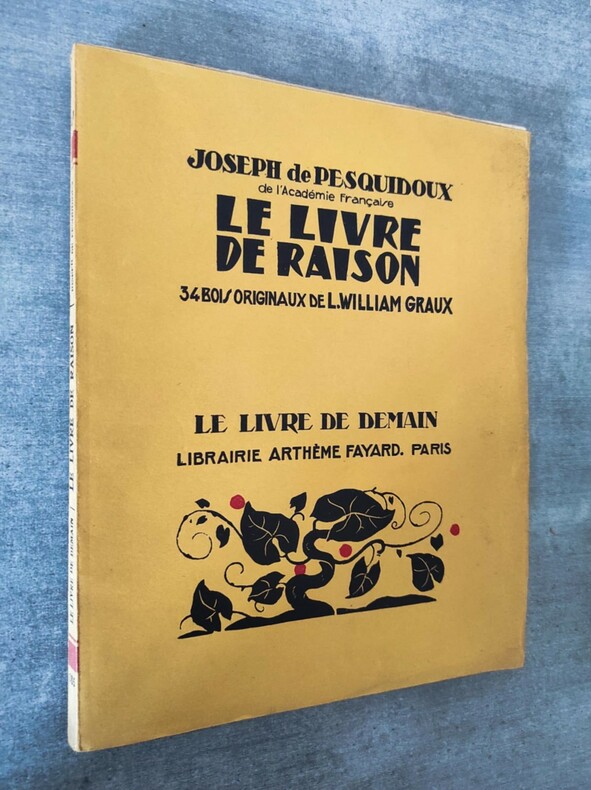 JOSEPH de PESQUIDOUX
de l'Académie Française
LE LIVRE
DE RAISON
34 BOIS ORIGINAUX DE L. WILLIAM GRAUX
LE LIVRE DE DEMAIN
LIBRAIRIE ARTHÈME FAYARD. PARIS
LE LIVRE DE DEMAIN
LE LIVRE DE RAISON